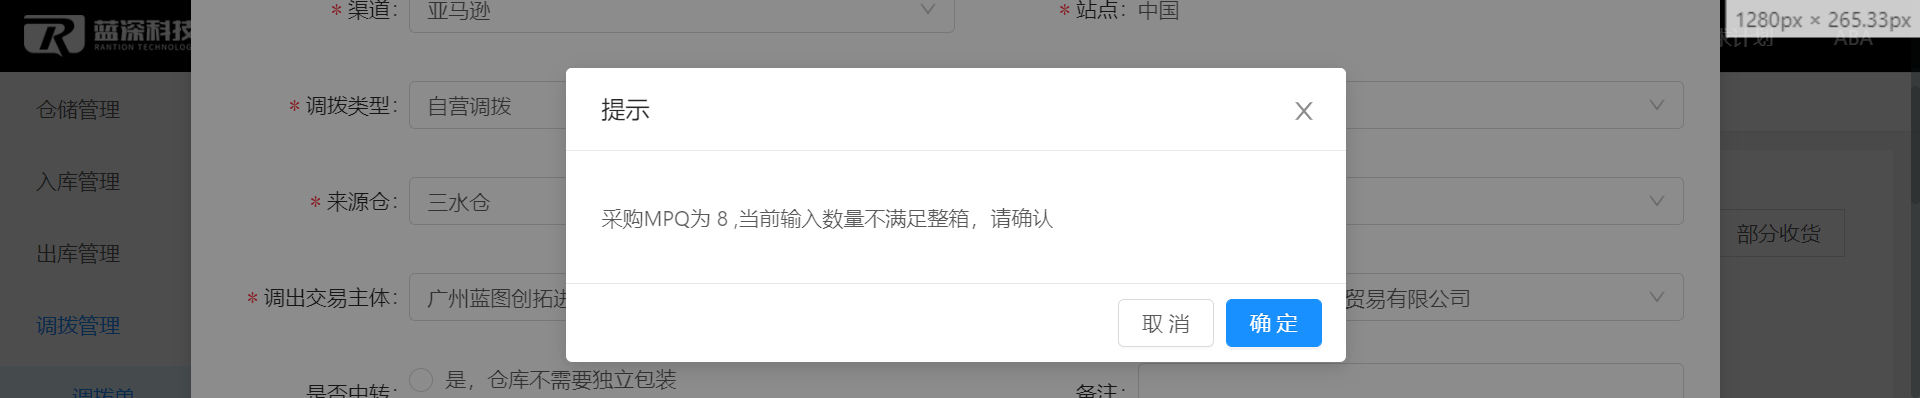 蓝深科技
RANTION TECHNOLOG
* 渠道: 亚马逊
* 站点: 中国
1280px × 265.33px
ABA
仓储管理
* 调拨类型: 自营调拨
提示
入库管理
* 来源仓: 三水仓
采购MPQ为 8 ,当前输入数量不满足整箱，请确认
部分收货
出库管理
* 调出交易主体: 广州蓝图创拓进
贸易有限公司
取 消
确 定
调拨管理
是否中转: 是，仓库不需要独立包装
备注:
调拨单